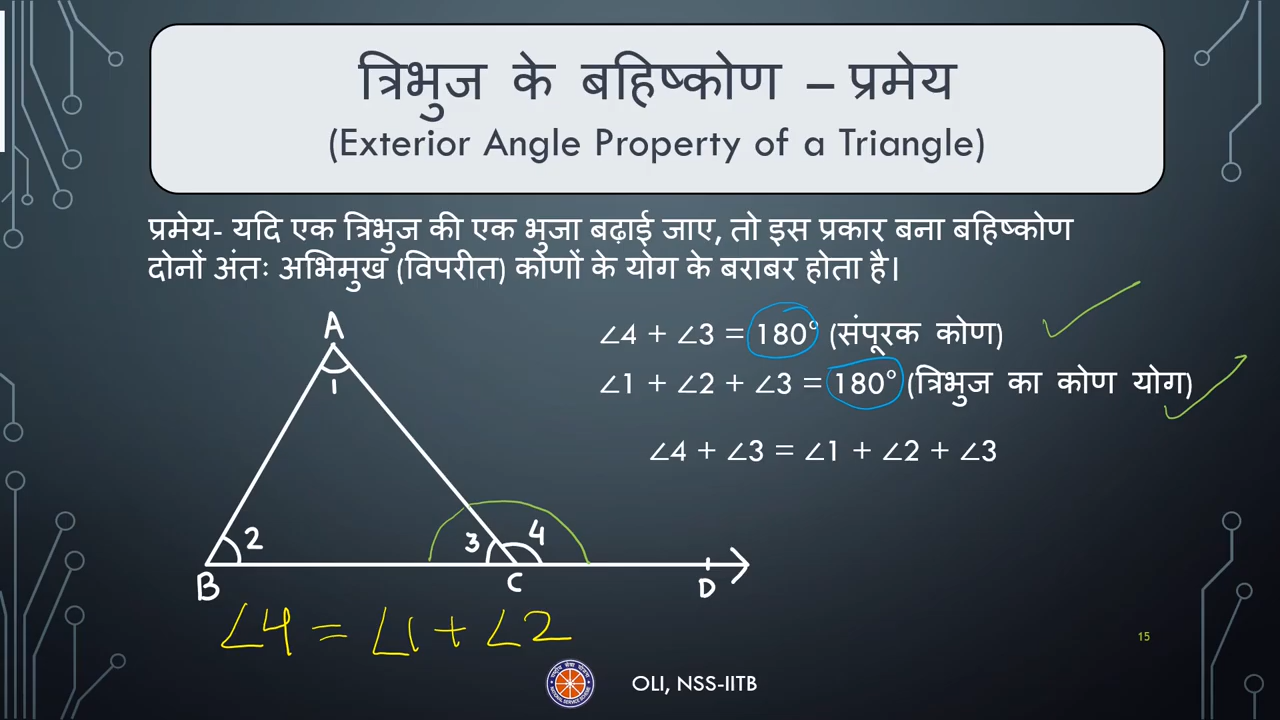 त्रिभुज के बहिष्कोण – प्रमेय
(Exterior Angle Property of a Triangle)
प्रमेय- यदि एक त्रिभुज की एक भुजा बढ़ाई जाए, तो इस प्रकार बना बहिष्कोण
दोनों अंतः अभिमुख (विपरीत) कोणों के योग के बराबर होता है।
∠4 + ∠3 = 180° (संपूरक कोण)
∠1 + ∠2 + ∠3 = 180° (त्रिभुज का कोण योग)
∠4 + ∠3 = ∠1 + ∠2 + ∠3
A
1
2
3
4
B
C
D
∠4 = ∠1 + ∠2
15
OLI, NSS-IITB